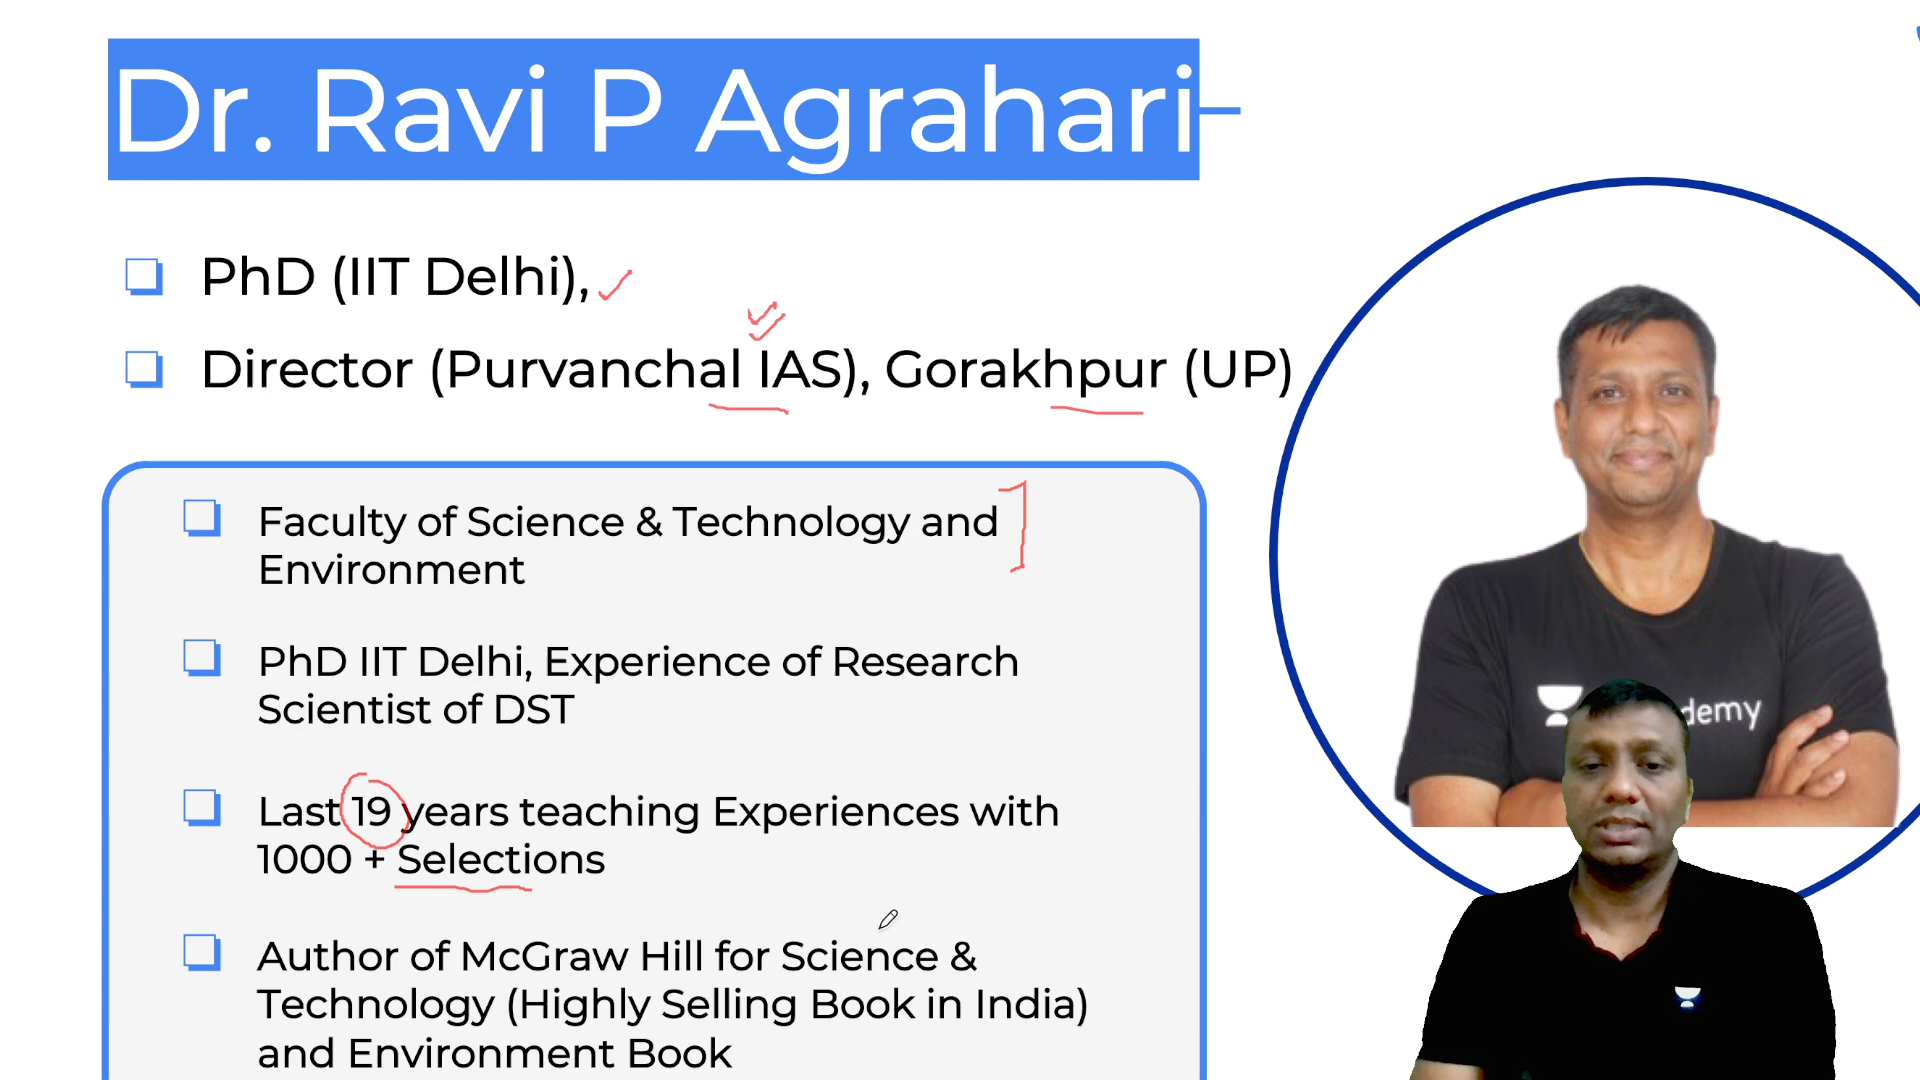 Dr. Ravi P Agrahari–
PhD (IIT Delhi),
Director (Purvanchal IAS), Gorakhpur (UP)
Faculty of Science & Technology and
Environment
PhD IIT Delhi, Experience of Research
Scientist of DST
demy
Last 19 years teaching Experiences with
1000 + Selections
Author of McGraw Hill for Science &
Technology (Highly Selling Book in India)
and Environment Book